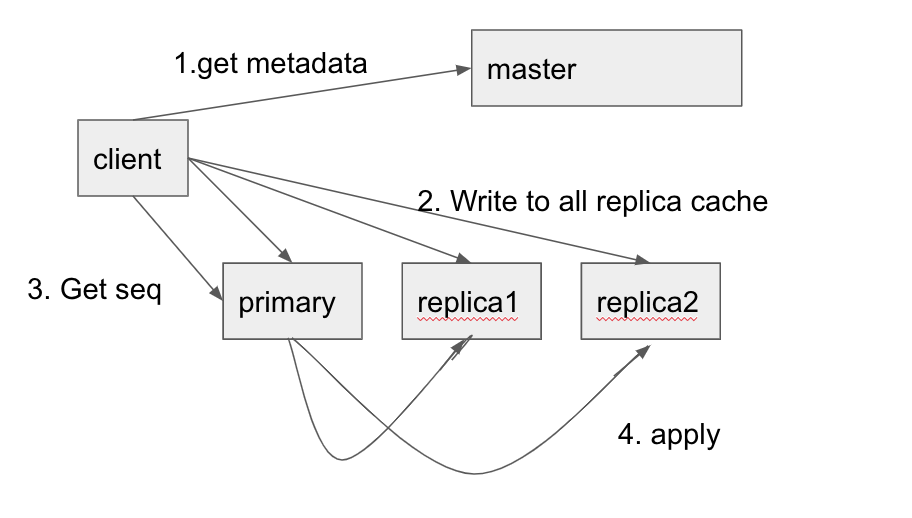 1.get metadata
master
client
2. Write to all replica cache
3. Get seq
primary
replica1
replica2
4. apply